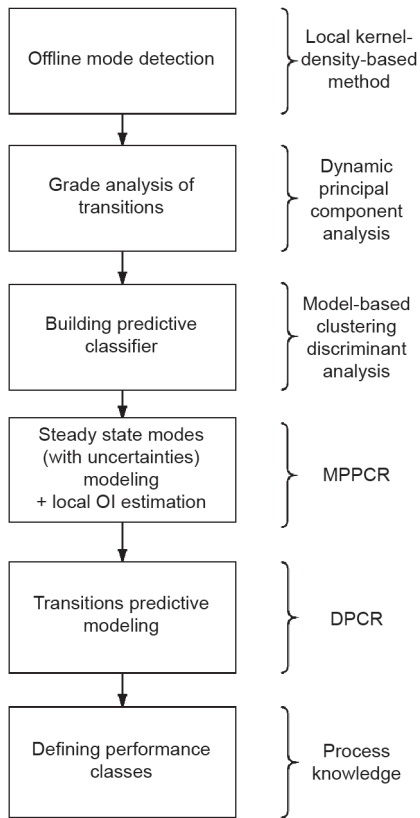 Offline mode detection
Local kernel-
density-based
method
Grade analysis of
transitions
Dynamic
principal
component
analysis
Building predictive
classifier
Model-based
clustering
discriminant
analysis
Steady state modes
(with uncertainties)
modeling
+ local OI estimation
MPPCR
Transitions predictive
modeling
DPCR
Defining performance
classes
Process
knowledge